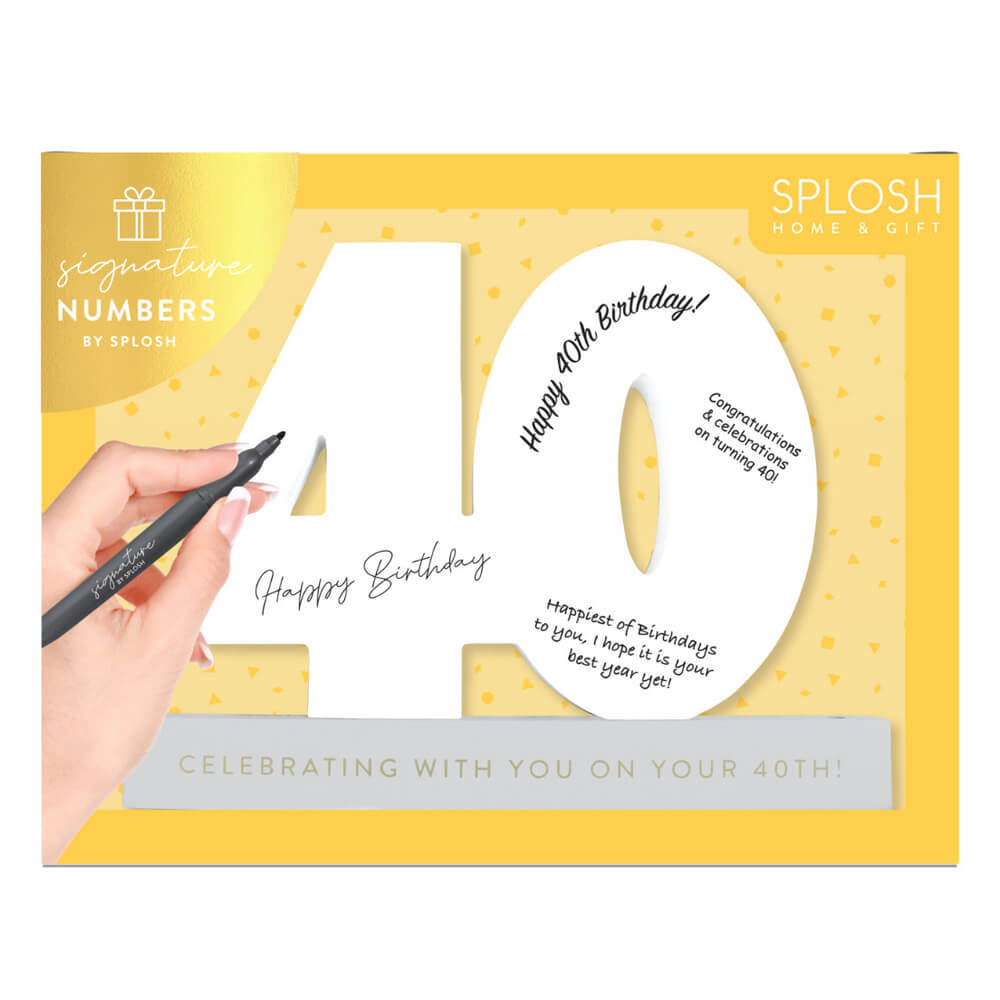 signature
NUMBERS
BY SPLOSH
SPLOSH
HOME & GIFT
40
Happy 40th Birthday!
Congratulations
& celebrations
on turning 40!
Happy Birthday
Happiest of Birthdays
to you, I hope it is your
best year yet!
signature
BY SPLOSH
CELEBRATING WITH YOU ON YOUR 40TH!